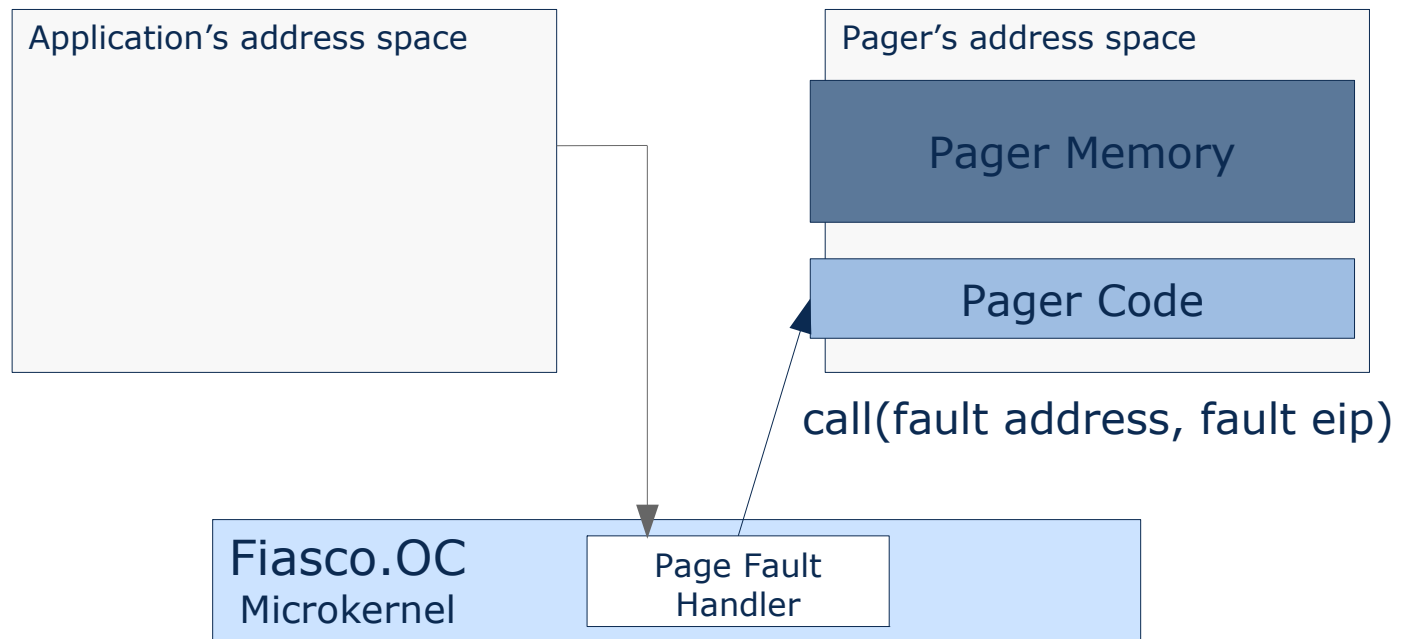 Application’s address space
Pager’s address space
Pager Memory
Pager Code
call(fault address, fault eip)
Fiasco.OC
Microkernel
Page Fault
Handler